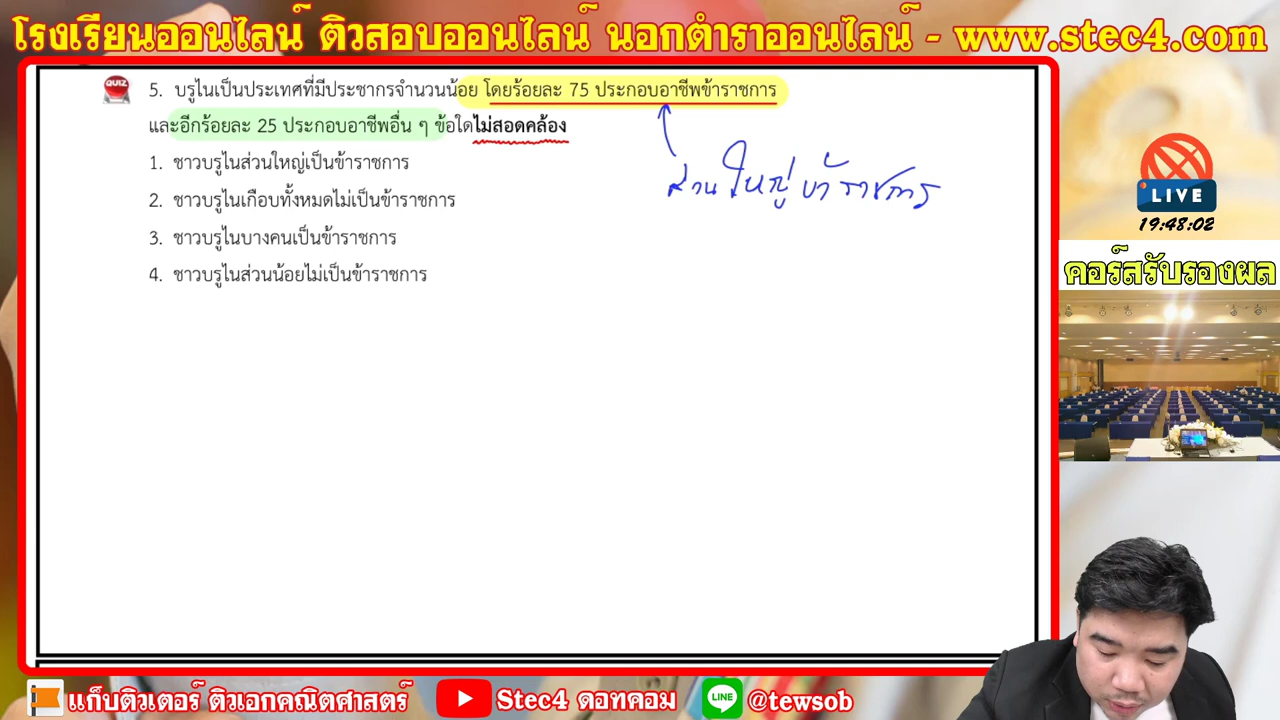 โรงเรียนออนไลน์ ติวสอบออนไลน์ นอกตำราออนไลน์ - www.stec4.com
QUIZ
5. บรูไนเป็นประเทศที่มีประชากรจำนวนน้อย โดยร้อยละ 75 ประกอบอาชีพข้าราชการ
และอีกร้อยละ 25 ประกอบอาชีพอื่น ๆ ข้อใดไม่สอดคล้อง
1. ชาวบรูไนส่วนใหญ่เป็นข้าราชการ
2. ชาวบรูไนเกือบทั้งหมดไม่เป็นข้าราชการ
3. ชาวบรูไนบางคนเป็นข้าราชการ
4. ชาวบรูไนส่วนน้อยไม่เป็นข้าราชการ
ส่วนใหญ่ ข้าราชการ
LIVE
19:48:02
คอร์สรับรองผล
แก็บติวเตอร์ ติวเอกคณิตศาสตร์
Stec4 ดอทคอม
LINE
@tewsob